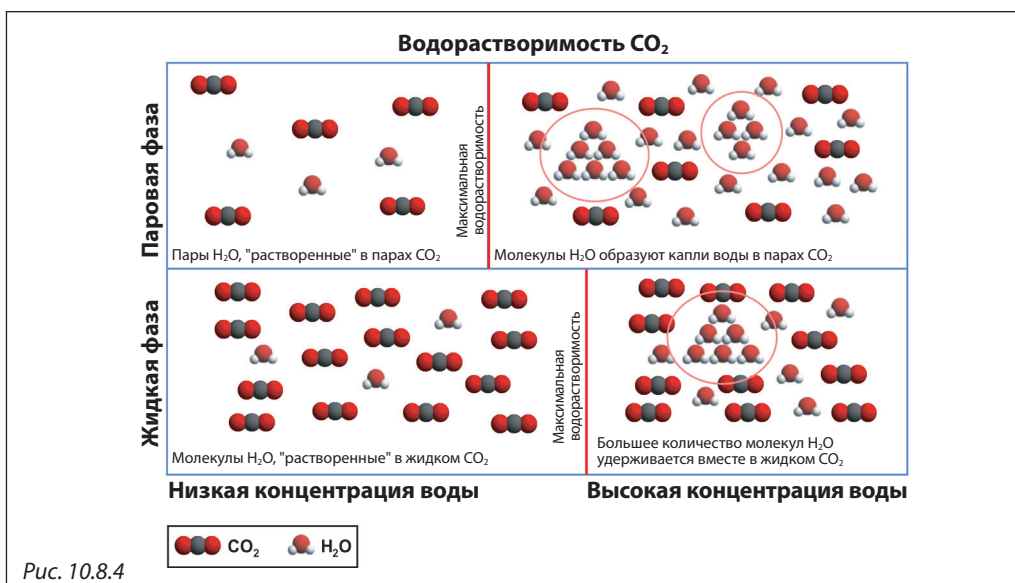 Водорастворимость CO₂
Паровая фаза
Максимальная
водорастворимость
Пары H₂O, "растворенные" в парах CO₂
Молекулы H₂O образуют капли воды в парах CO₂
Жидкая фаза
Максимальная
водорастворимость
Молекулы H₂O, "растворенные" в жидком CO₂
Большее количество молекул H₂O
удерживается вместе в жидком CO₂
Низкая концентрация воды
Высокая концентрация воды
CO₂
H₂O
Рис. 10.8.4